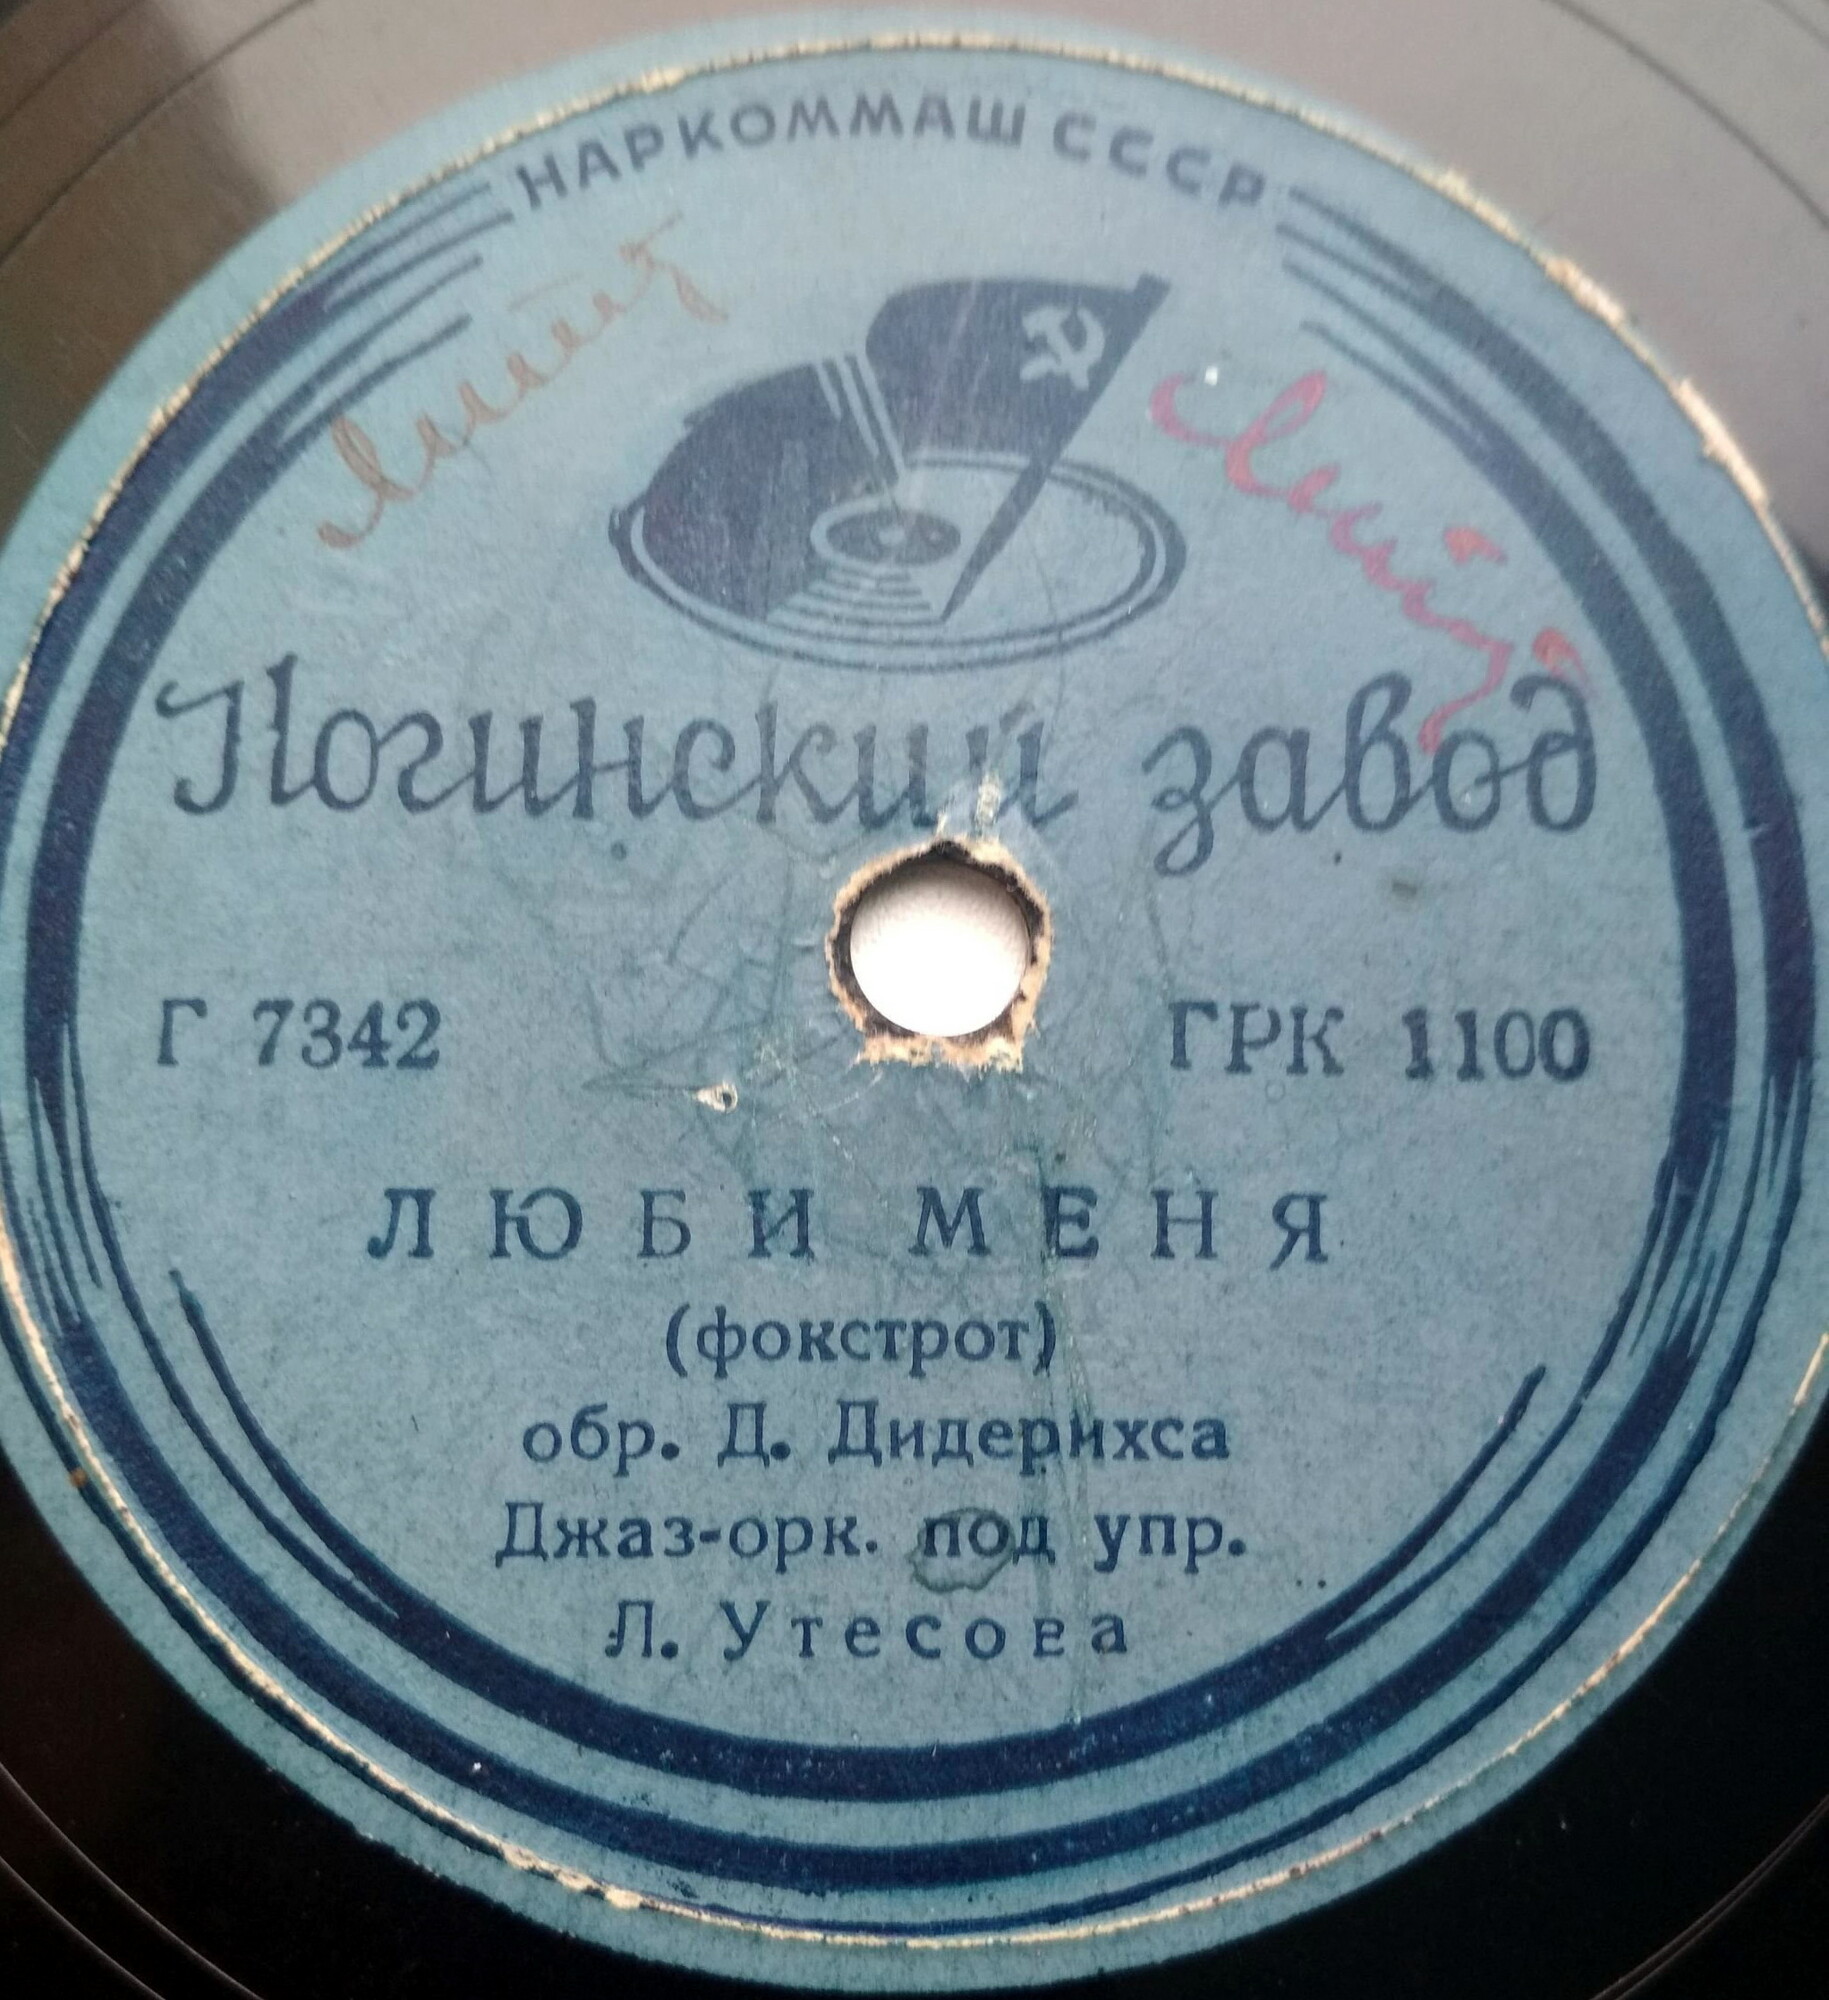 НАРКОММАШ СССР
Ногинский завод
Г 7342 ГРК 1100
ЛЮБИ МЕНЯ
(фокстрот)
обр. Д. Дидерихса
Джаз-орк. под упр.
Л. Утесова